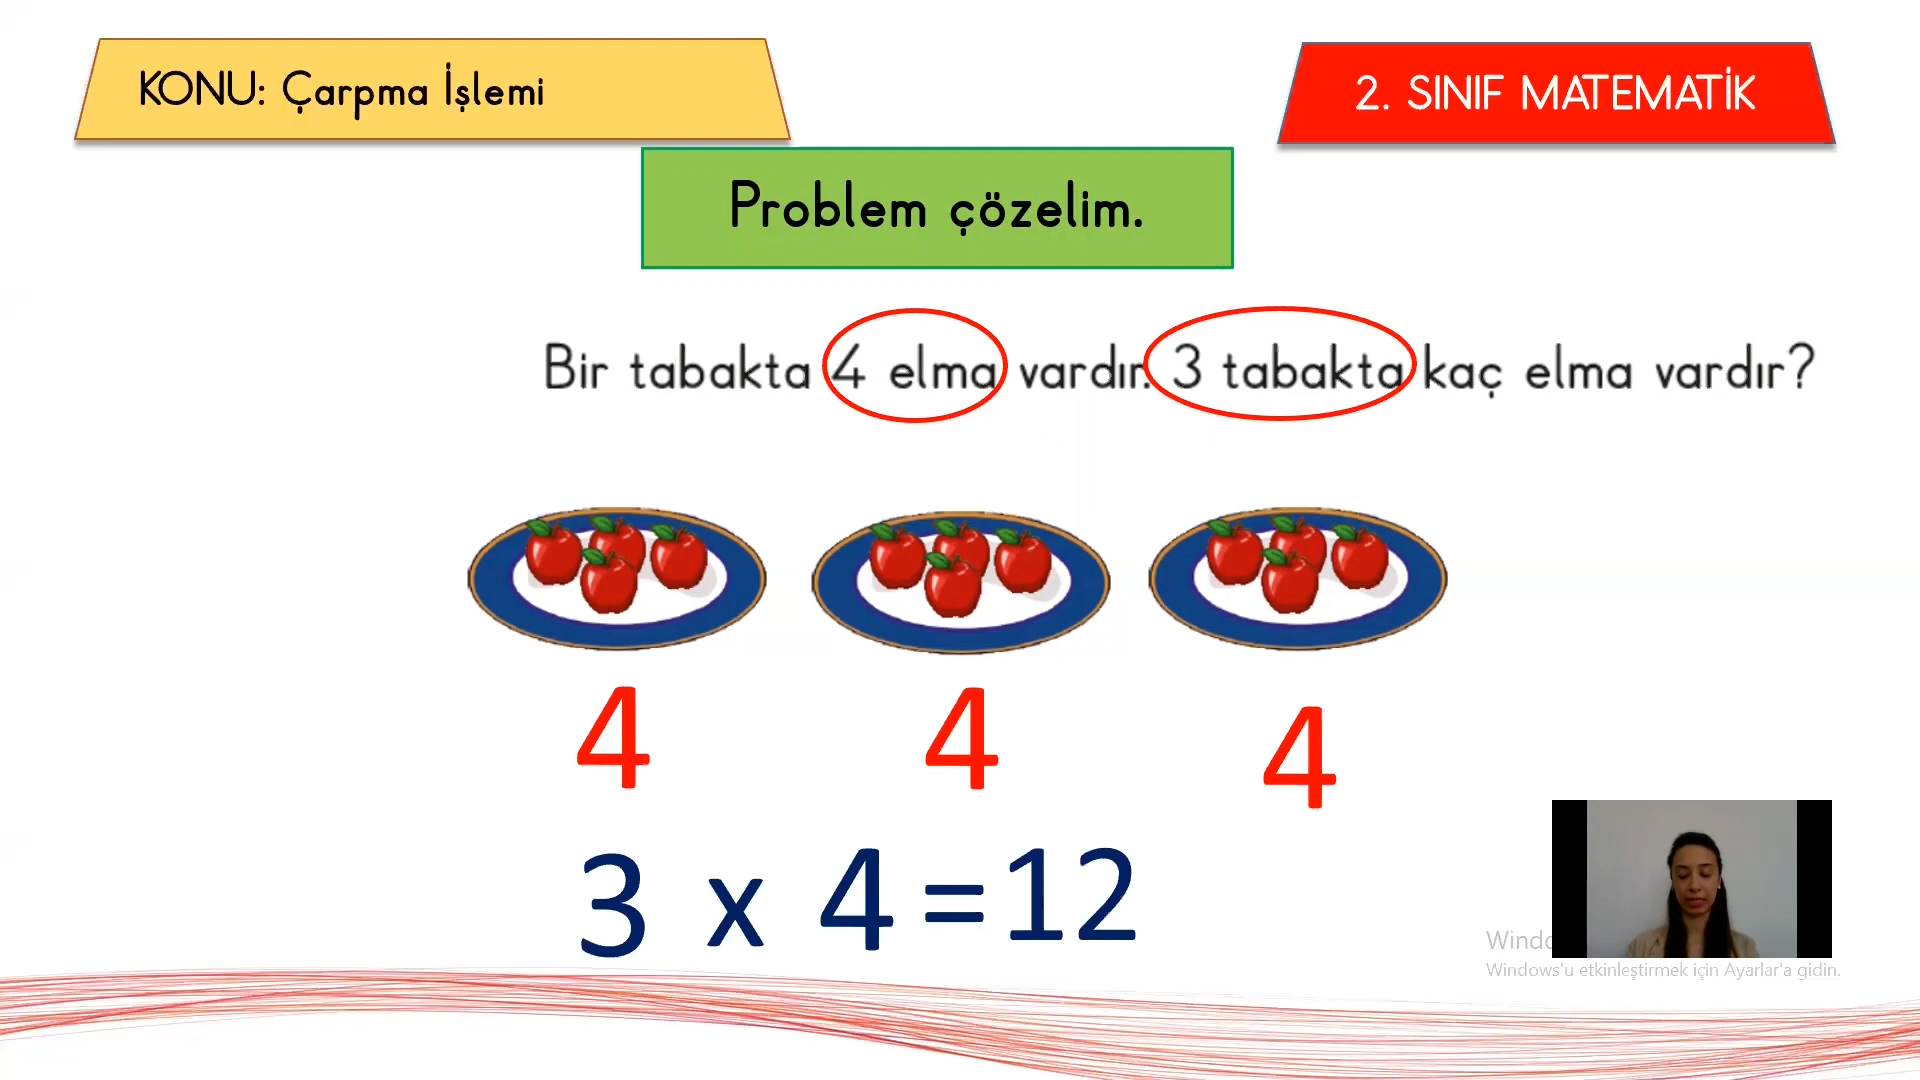 KONU: Çarpma İşlemi
2. SINIF MATEMATİK
Problem çözelim.
Bir tabakta 4 elma vardır. 3 tabakta kaç elma vardır?
4 4 4
3 x 4 =12
Windows'u etkinleştirmek için Ayarlar'a gidin.